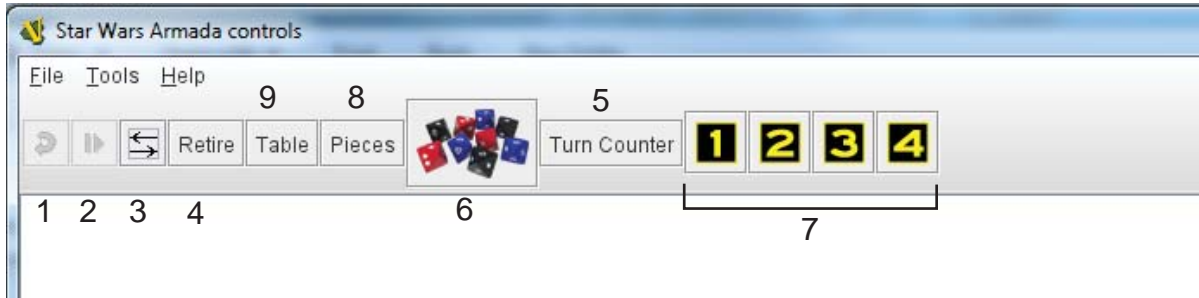 Star Wars Armada controls
File Tools Help
9 8 5
Retire Table Pieces Turn Counter 1 2 3 4
1 2 3 4 6 7